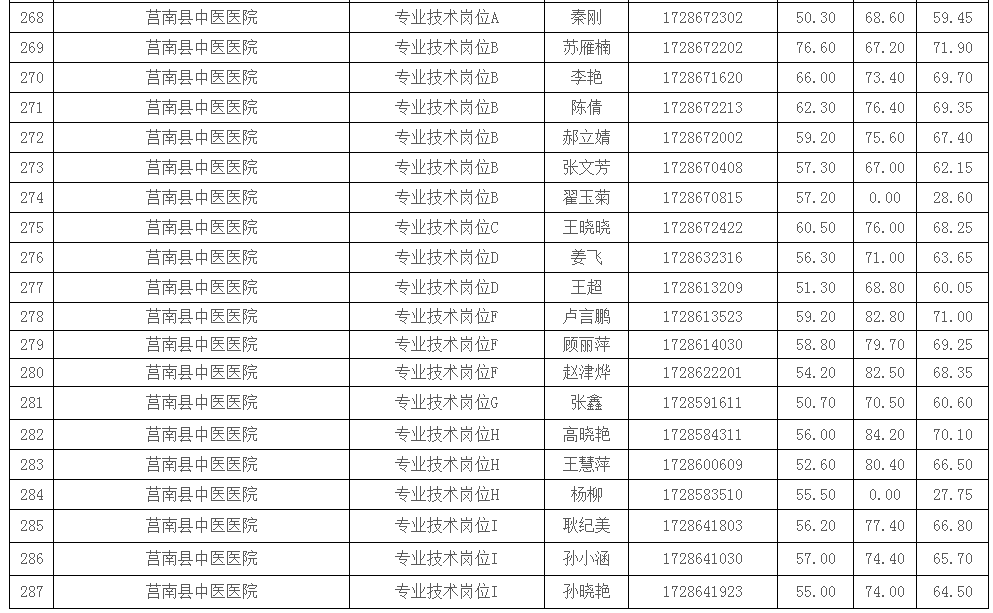 268 莒南县中医医院 专业技术岗位A 秦刚 1728672302 50.30 68.60 59.45
269 莒南县中医医院 专业技术岗位B 苏雁楠 1728672202 76.60 67.20 71.90
270 莒南县中医医院 专业技术岗位B 李艳 1728671620 66.00 73.40 69.70
271 莒南县中医医院 专业技术岗位B 陈倩 1728672213 62.30 76.40 69.35
272 莒南县中医医院 专业技术岗位B 郝立婧 1728672002 59.20 75.60 67.40
273 莒南县中医医院 专业技术岗位B 张文芳 1728670408 57.30 67.00 62.15
274 莒南县中医医院 专业技术岗位B 翟玉菊 1728670815 57.20 0.00 28.60
275 莒南县中医医院 专业技术岗位C 王晓晓 1728672422 60.50 76.00 68.25
276 莒南县中医医院 专业技术岗位D 姜飞 1728632316 56.30 71.00 63.65
277 莒南县中医医院 专业技术岗位D 王超 1728613209 51.30 68.80 60.05
278 莒南县中医医院 专业技术岗位F 卢言鹏 1728613523 59.20 82.80 71.00
279 莒南县中医医院 专业技术岗位F 顾丽萍 1728614030 58.80 79.70 69.25
280 莒南县中医医院 专业技术岗位F 赵津烨 1728622201 54.20 82.50 68.35
281 莒南县中医医院 专业技术岗位G 张鑫 1728591611 50.70 70.50 60.60
282 莒南县中医医院 专业技术岗位H 高晓艳 1728584311 56.00 84.20 70.10
283 莒南县中医医院 专业技术岗位H 王慧萍 1728600609 52.60 80.40 66.50
284 莒南县中医医院 专业技术岗位H 杨柳 1728583510 55.50 0.00 27.75
285 莒南县中医医院 专业技术岗位I 耿纪美 1728641803 56.20 77.40 66.80
286 莒南县中医医院 专业技术岗位I 孙小涵 1728641030 57.00 74.40 65.70
287 莒南县中医医院 专业技术岗位I 孙晓艳 1728641923 55.00 74.00 64.50